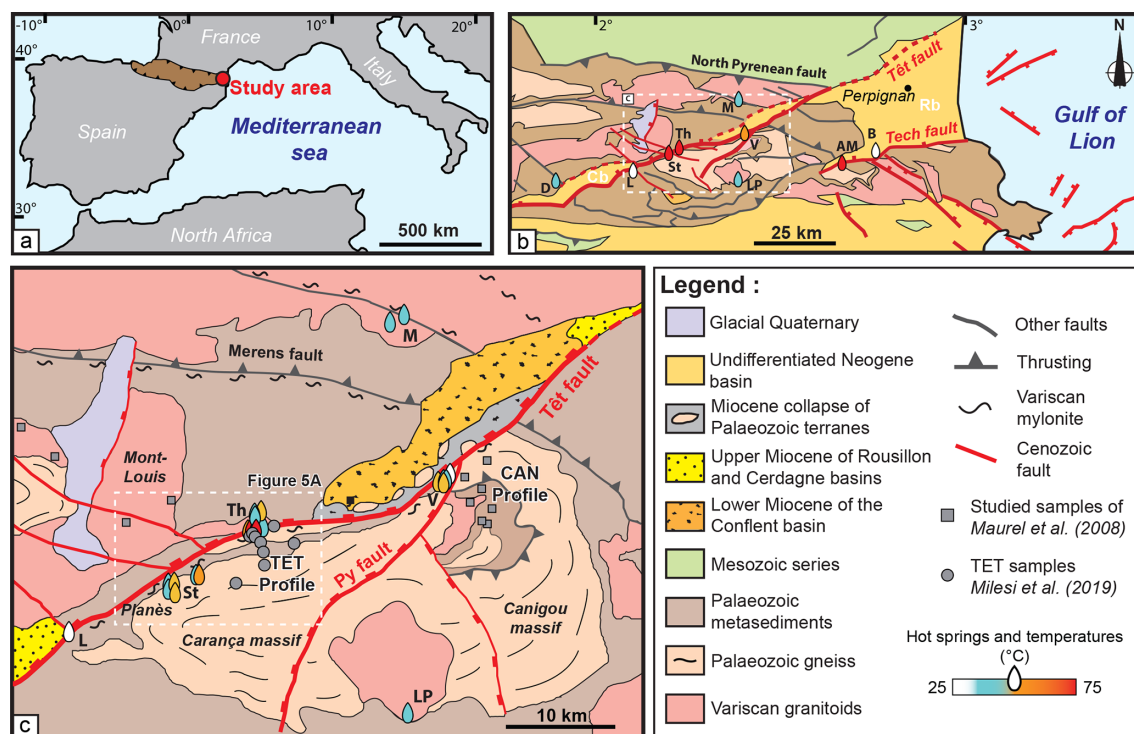 -10°
0°
10°
20°
40°
30°
France
Italy
Study area
Spain
Mediterranean
sea
North Africa
500 km
a
2°
3°
N
North Pyrenean fault
Têt fault
Perpignan
Rb
M
c
Th
V
B
AM
Tech fault
St
L
D
Cb
LP
Gulf of
Lion
25 km
b
M
Merens fault
Têt fault
Mont-
Louis
Figure 5A
Th
CAN
Profile
V
TET
Profile
Py fault
St
Planès
L
Carança massif
Canigou
massif
LP
10 km
c
Legend :
Glacial Quaternary
Undifferentiated Neogene
basin
Miocene collapse of
Palaeozoic terranes
Upper Miocene of Rousillon
and Cerdagne basins
Lower Miocene of
the Conflent basin
Mesozoic series
Palaeozoic
metasediments
Palaeozoic gneiss
Variscan granitoids
Other faults
Thrusting
Variscan
mylonite
Cenozoic
fault
Studied samples of
Maurel et al. (2008)
TET samples
Milesi et al. (2019)
Hot springs and temperatures
(°C)
25
75